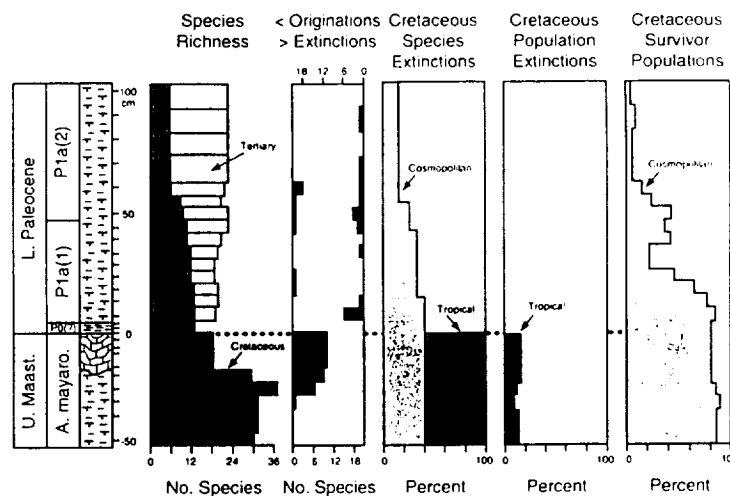 Species Richness
< Originations
> Extinctions
Cretaceous Species Extinctions
Cretaceous Population Extinctions
Cretaceous Survivor Populations
18 12 6 0
L. Paleocene
U. Maast.
P1a(2)
P1a(1)
A. mayaro.
100
cm
50
0
-50
Tertiary
Cretaceous
Cosmopolitan
Tropical
Tropical
Cosmopolitan
0 12 24 36
0 6 12 18
0 100
0 100
0 100
No. Species
No. Species
Percent
Percent
Percent